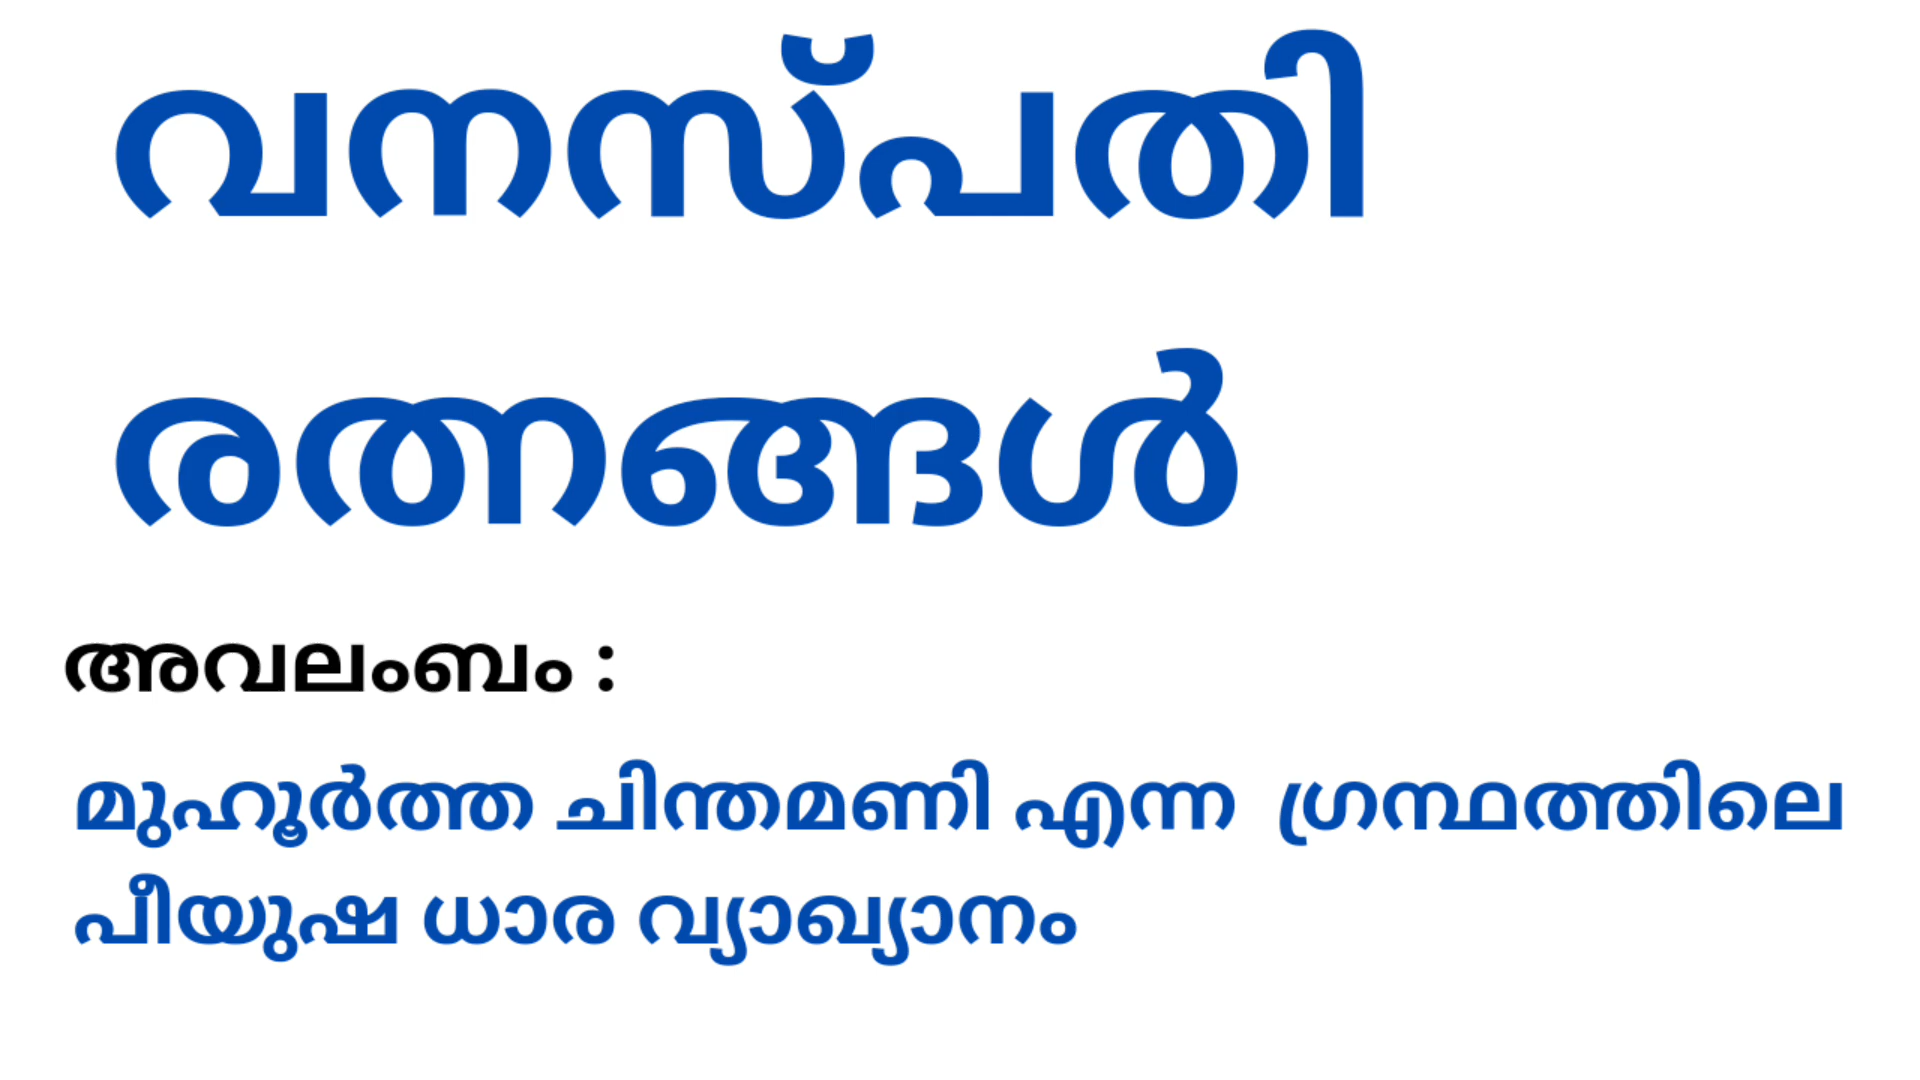 വനസ്പതി
രത്നങ്ങൾ
അവലംബം :
മുഹൂർത്ത ചിന്തമണി എന്ന ഗ്രന്ഥത്തിലെ
പീയുഷ ധാര വ്യാഖ്യാനം